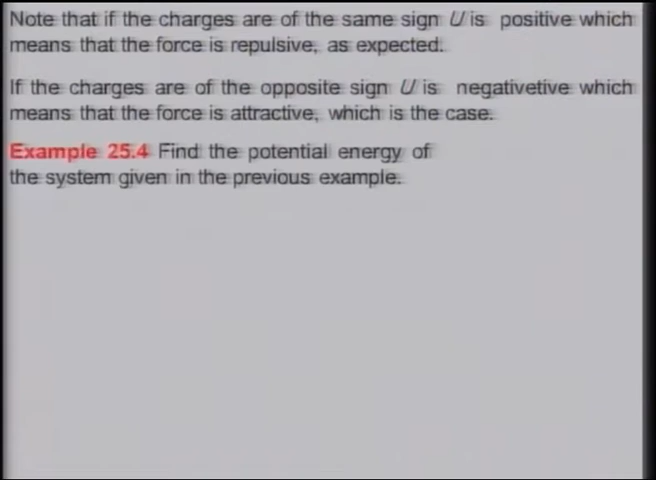 Note that if the charges are of the same sign U is positive which
means that the force is repulsive, as expected.
If the charges are of the opposite sign U is negativetive which
means that the force is attractive, which is the case.
Example 25.4 Find the potential energy of
the system given in the previous example.